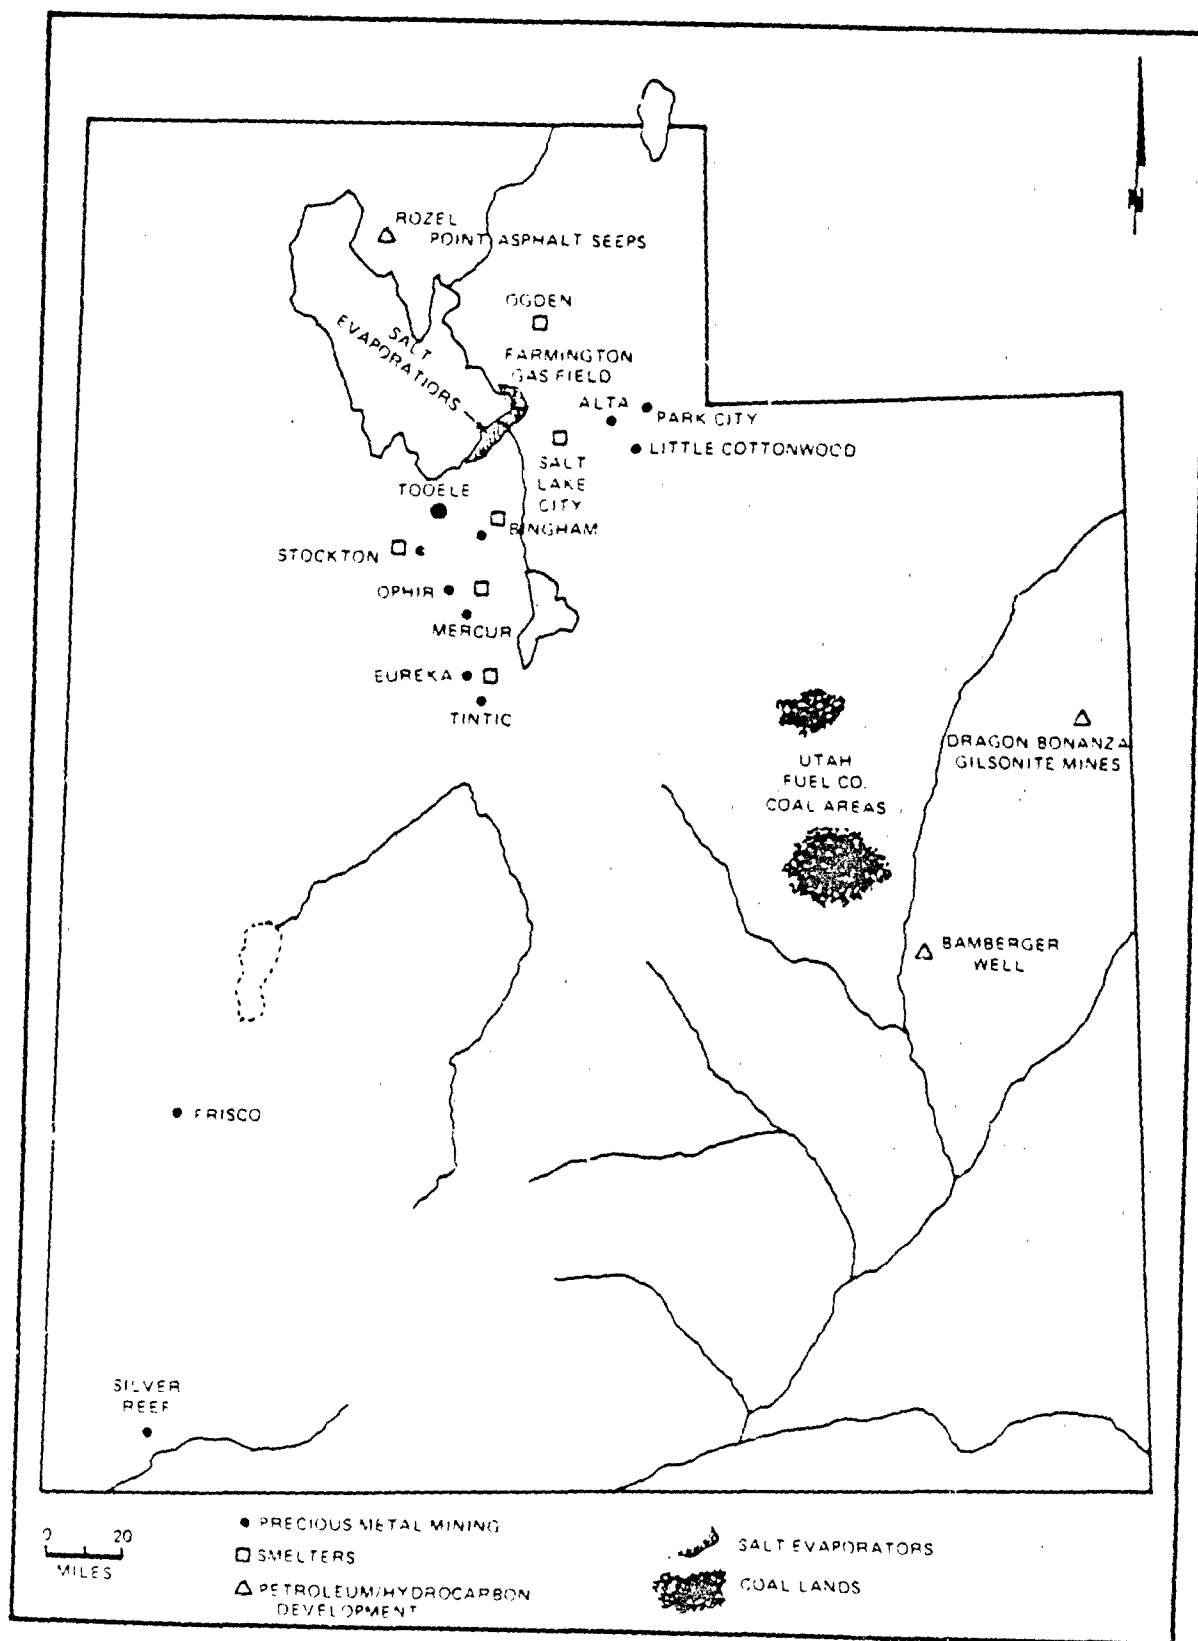 N
ROZEL
POINT ASPHALT SEEPS
OGDEN
SALT
EVAPORATIORS
FARMINGTON
GAS FIELD
ALTA
PARK CITY
LITTLE COTTONWOOD
SALT
LAKE
CITY
TOOELE
BINGHAM
STOCKTON
OPHIR
MERCUR
EUREKA
TINTIC
DRAGON BONANZA
GILSONITE MINES
UTAH
FUEL CO.
COAL AREAS
BAMBERGER
WELL
FRISCO
SILVER
REEF
0 20
MILES
PRECIOUS METAL MINING
SMELTERS
PETROLEUM/HYDROCARBON
DEVELOPMENT
SALT EVAPORATORS
COAL LANDS